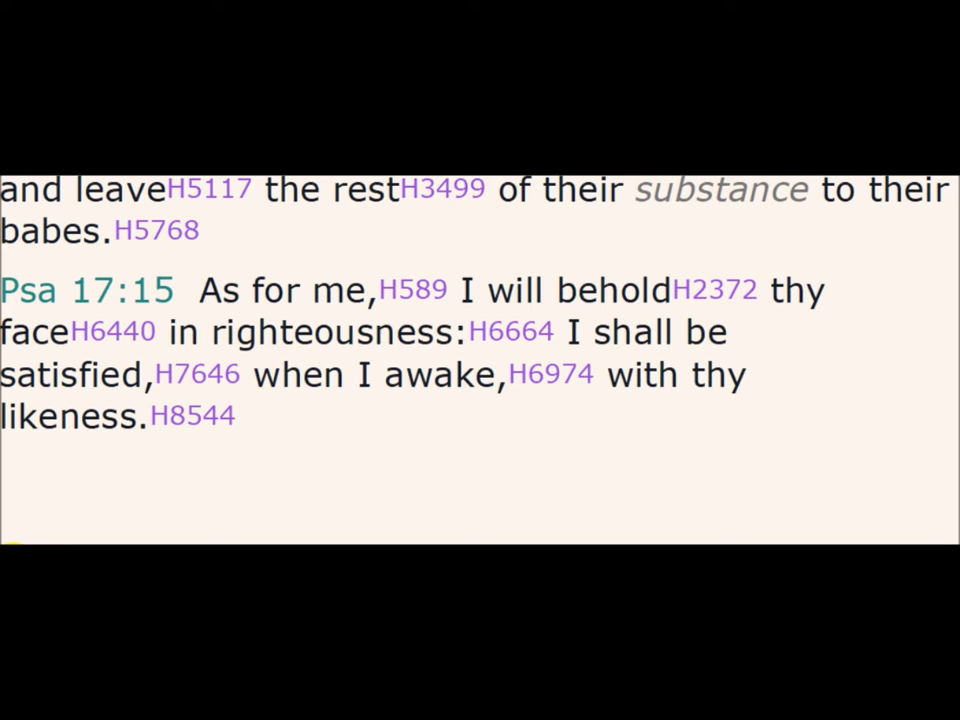 and leaveH5117 the restH3499 of their substance to their
babes.H5768
Psa 17:15  As for me,H589 I will beholdH2372 thy
faceH6440 in righteousness:H6664 I shall be
satisfied,H7646 when I awake,H6974 with thy
likeness.H8544